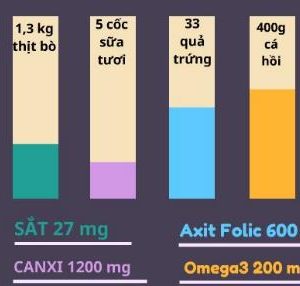 1,3 kg
thịt bò
5 cốc
sữa
tươi
33
quả
trứng
400g
cá
hồi
SẮT 27 mg
Axit Folic 600
CANXI 1200 mg
Omega3 200 m